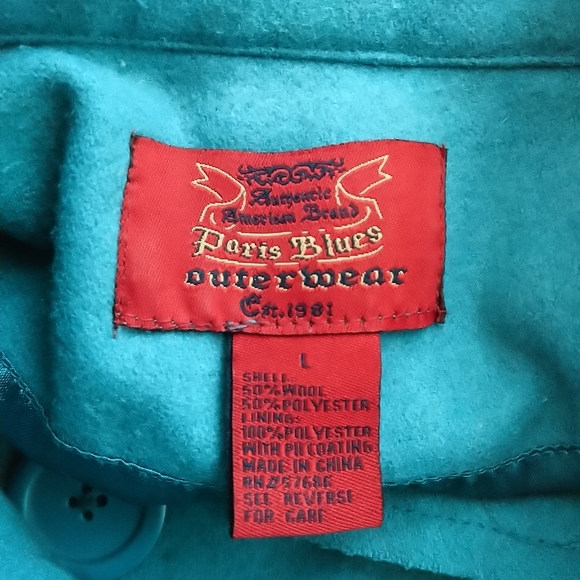 Authentic
American Brand
Paris Blues
outerwear
Est. 1981
L
SHELL:
50% WOOL
50% POLYESTER
LINING:
100% POLYESTER
WITH PU COATING
MADE IN CHINA
RN#57686
SEE REVERSE
FOR CARE